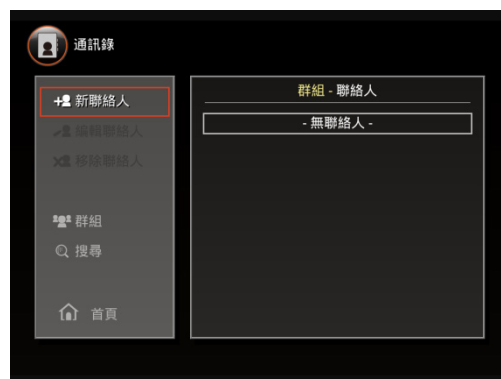 通訊錄
新聯絡人
編輯聯絡人
移除聯絡人
群組
搜尋
首頁
群組 - 聯絡人
- 無聯絡人 -